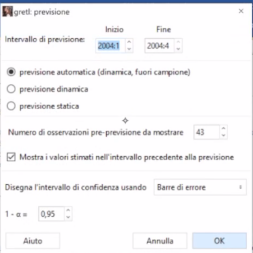 gretl: previsione
Inizio Fine
Intervallo di previsione: 2004:1 2004:4
previsione automatica (dinamica, fuori campione)
previsione dinamica
previsione statica
Numero di osservazioni pre-previsione da mostrare 43
Mostra i valori stimati nell'intervallo precedente alla previsione
Disegna l'intervallo di confidenza usando Barre di errore
1 - α = 0,95
Aiuto Annulla OK